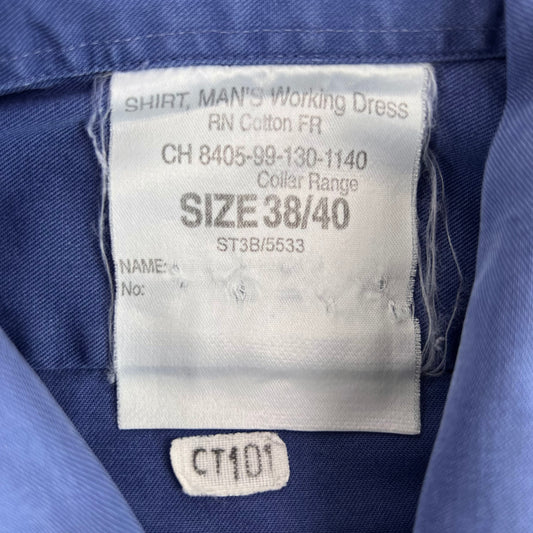 SHIRT, MAN'S Working Dress
RN Cotton FR
CH 8405-99-130-1140
Collar Range
SIZE 38/40
ST3B/5533
NAME:
No:
CT101